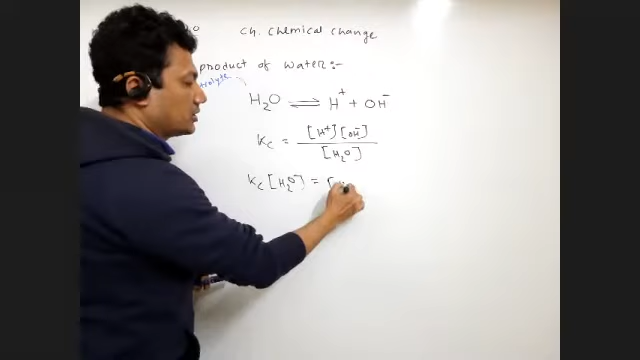 ch. chemical change
product of water:-
H₂O ⇌ H⁺ + OH⁻
Kc = [H⁺][OH⁻] / [H₂O]
Kc [H₂O] = [